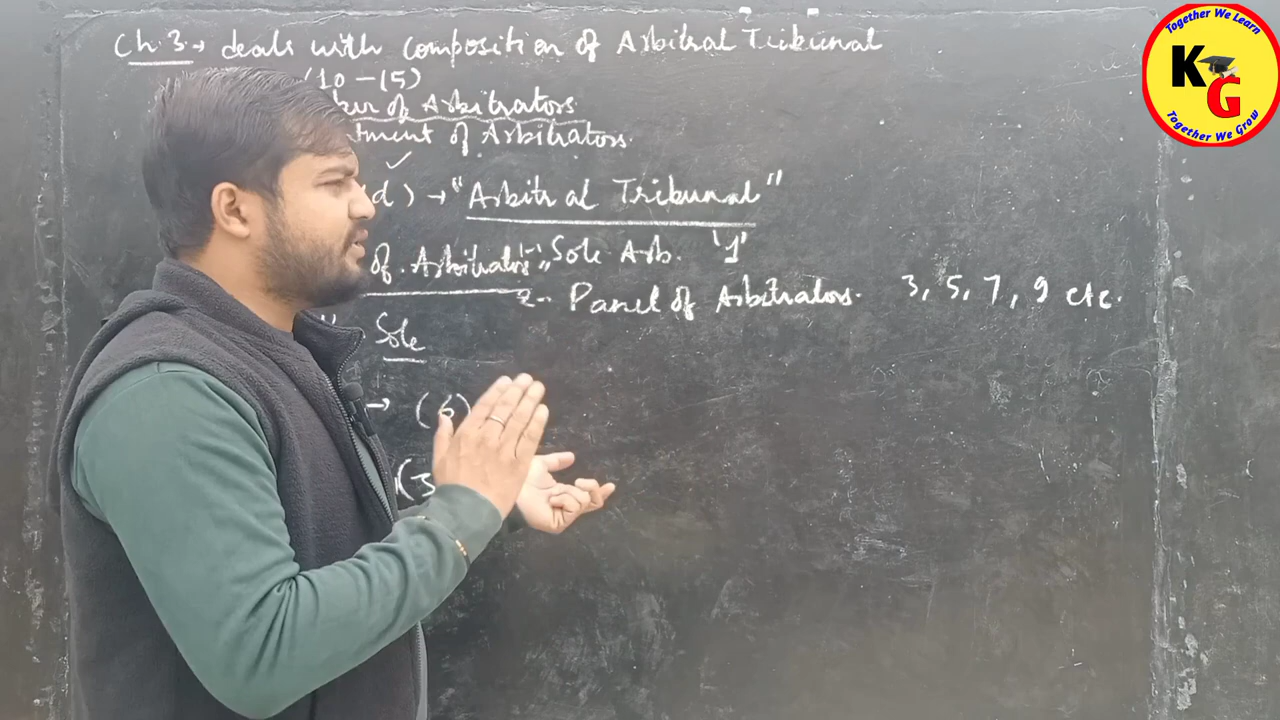 Ch. 3 → deals with composition of Arbitral Tribunal
(10-15)
of Arbitrators
tment of Arbitrators.
✓
d) → "Arbitral Tribunal"
of Arbitrators" 1- Sole Arb. '1'
2- Panel of Arbitrators. 3, 5, 7, 9 etc.
" Sole
→ (6)
(3
Together We Learn
KG
Together We Grow